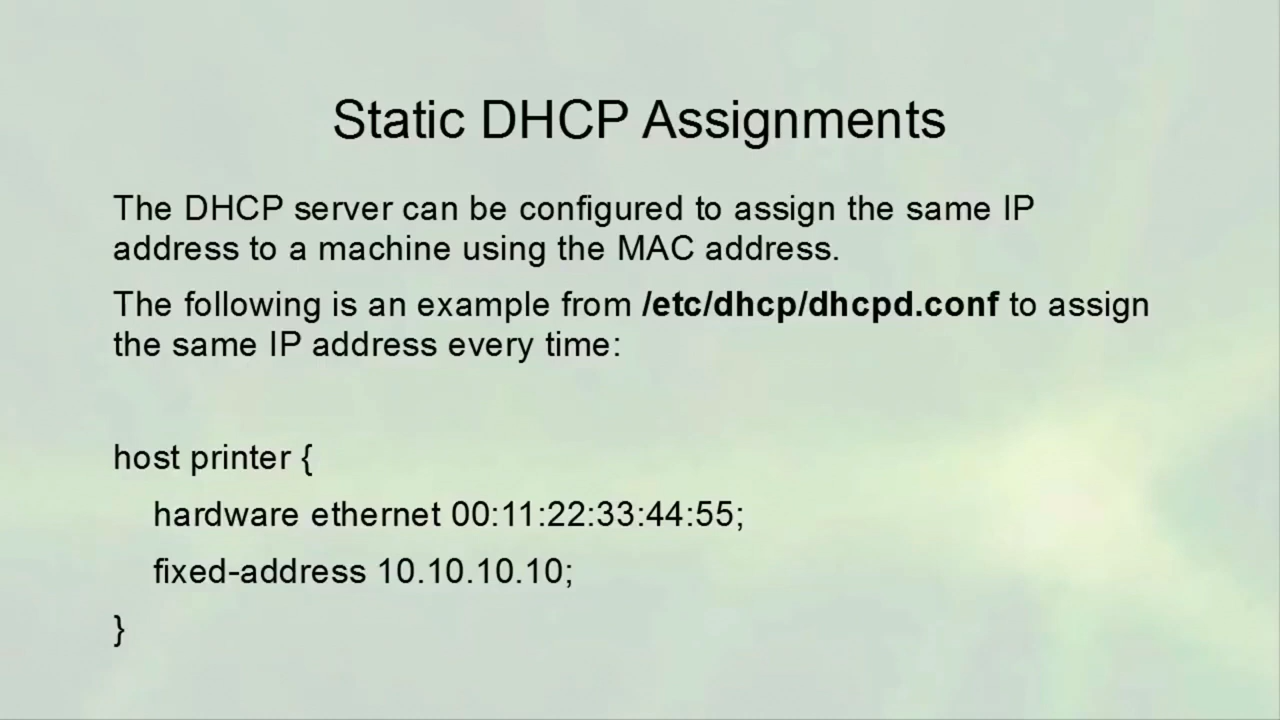 Static DHCP Assignments
The DHCP server can be configured to assign the same IP
address to a machine using the MAC address.
The following is an example from /etc/dhcp/dhcpd.conf to assign
the same IP address every time:
host printer {
hardware ethernet 00:11:22:33:44:55;
fixed-address 10.10.10.10;
}